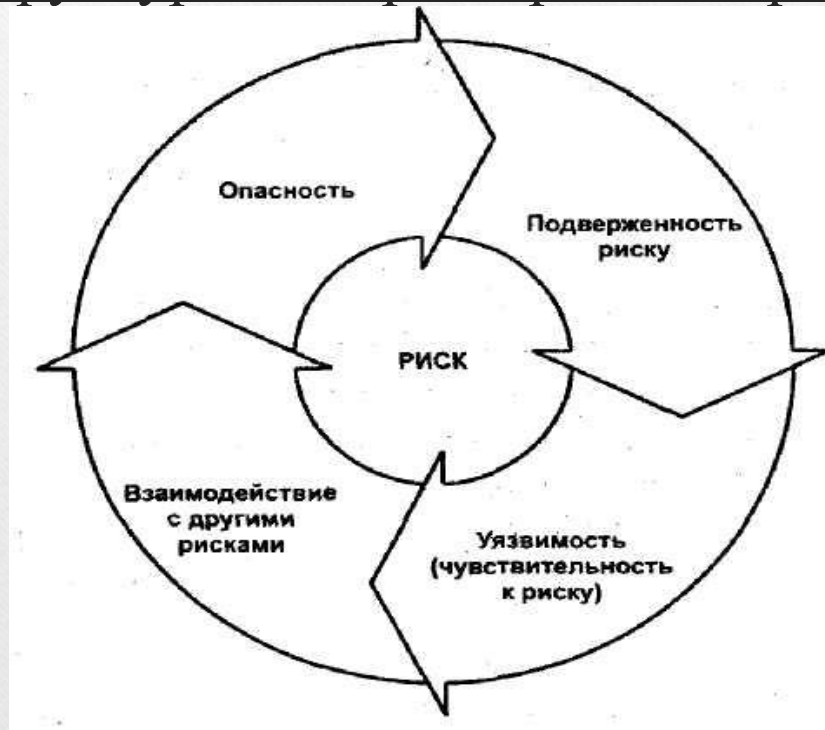 Опасность
Подверженность
риску
РИСК
Взаимодействие
с другими
рисками
Уязвимость
(чувствительность
к риску)